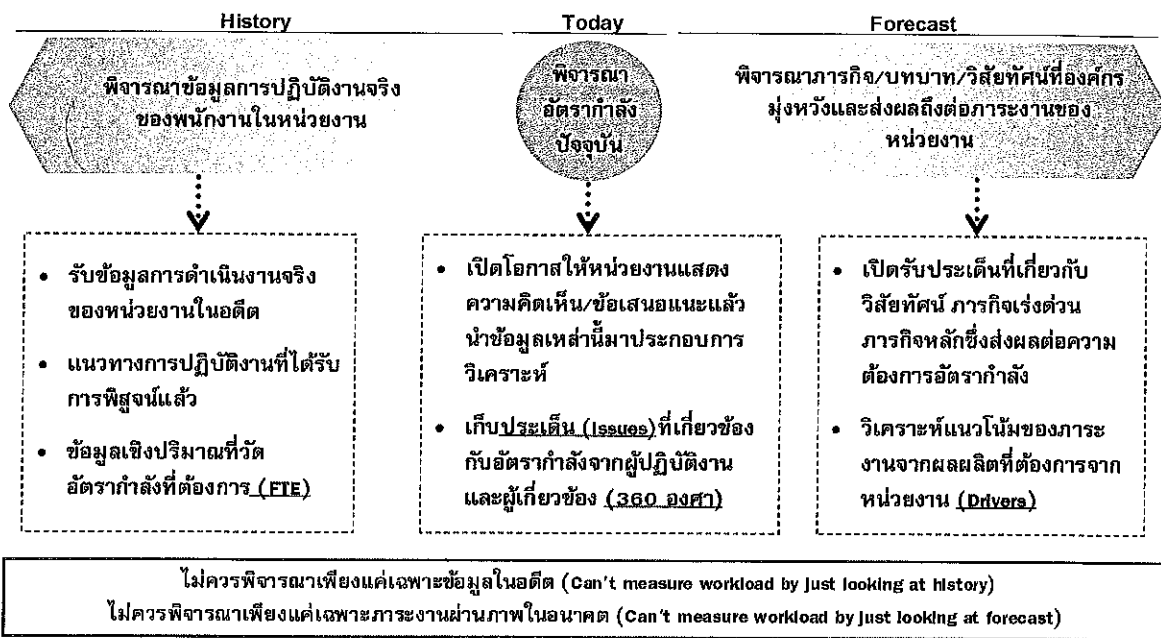 History
Today
Forecast
พิจารณาข้อมูลการปฏิบัติงานจริง
ของพนักงานในหน่วยงาน
พิจารณา
อัตรากำลัง
ปัจจุบัน
พิจารณาภารกิจ/บทบาท/วิสัยทัศน์ที่องค์กร
มุ่งหวังและส่งผลถึงต่อภาระงานของ
หน่วยงาน
• รับข้อมูลการดำเนินงานจริง
ของหน่วยงานในอดีต
• แนวทางการปฏิบัติงานที่ได้รับ
การพิสูจน์แล้ว
• ข้อมูลเชิงปริมาณที่วัด
อัตรากำลังที่ต้องการ (FTE)
• เปิดโอกาสให้หน่วยงานแสดง
ความคิดเห็น/ข้อเสนอแนะแล้ว
นำข้อมูลเหล่านี้มาประกอบการ
วิเคราะห์
• เก็บประเด็น (Issues)ที่เกี่ยวข้อง
กับอัตรากำลังจากผู้ปฏิบัติงาน
และผู้เกี่ยวข้อง (360 องศา)
• เปิดรับประเด็นที่เกี่ยวกับ
วิสัยทัศน์ ภารกิจเร่งด่วน
ภารกิจหลักซึ่งส่งผลต่อความ
ต้องการอัตรากำลัง
• วิเคราะห์แนวโน้มของภาระ
งานจากผลผลิตที่ต้องการจาก
หน่วยงาน (Drivers)
ไม่ควรพิจารณาเพียงแค่เฉพาะข้อมูลในอดีต (Can't measure workload by just looking at history)
ไม่ควรพิจารณาเพียงแค่เฉพาะภาระงานผ่านภาพในอนาคต (Can't measure workload by just looking at forecast)